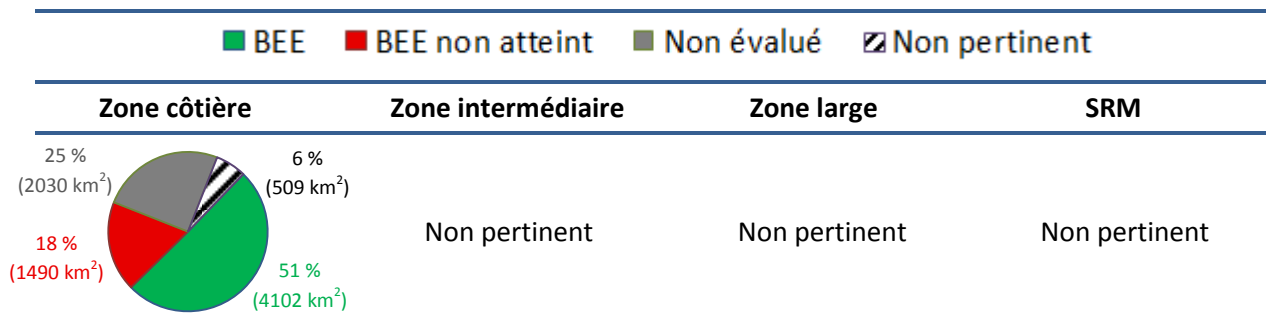 BEE BEE non atteint Non évalué Non pertinent
Zone côtière Zone intermédiaire Zone large SRM
25 %
(2030 km²)
6 %
(509 km²)
18 %
(1490 km²)
51 %
(4102 km²)
Non pertinent Non pertinent Non pertinent